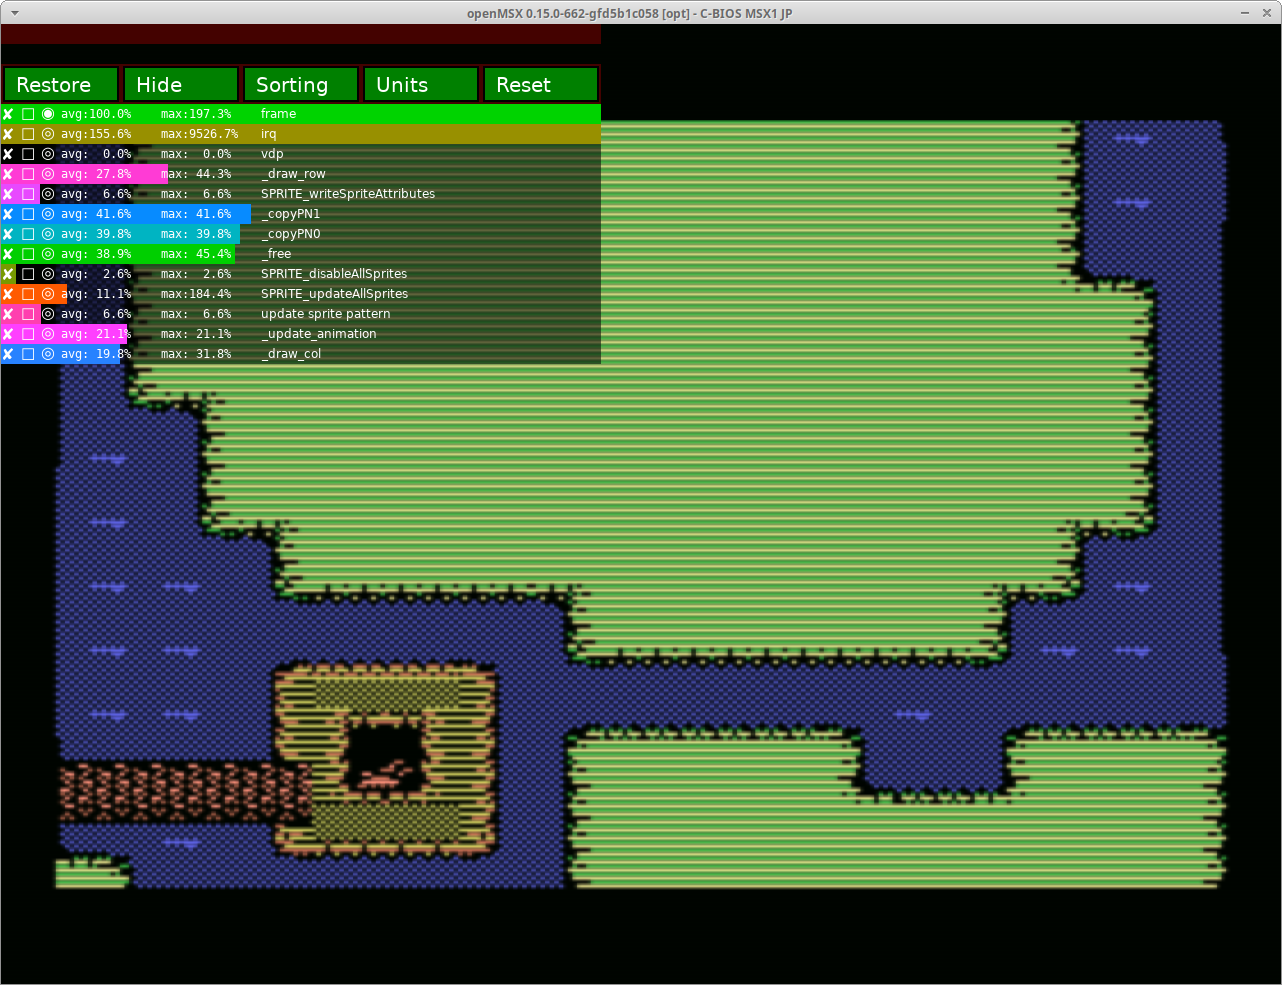 openMSX 0.15.0-662-gfd5b1c058 [opt] - C-BIOS MSX1 JP
Restore Hide Sorting Units Reset
avg:100.0% max:197.3% frame
avg:155.6% max:9526.7% irq
avg: 0.0% max: 0.0% vdp
avg: 27.8% max: 44.3% _draw_row
avg: 6.6% max: 6.6% SPRITE_writeSpriteAttributes
avg: 41.6% max: 41.6% _copyPN1
avg: 39.8% max: 39.8% _copyPN0
avg: 38.9% max: 45.4% _free
avg: 2.6% max: 2.6% SPRITE_disableAllSprites
avg: 11.1% max:184.4% SPRITE_updateAllSprites
avg: 6.6% max: 6.6% update sprite pattern
avg: 21.1% max: 21.1% _update_animation
avg: 19.8% max: 31.8% _draw_col